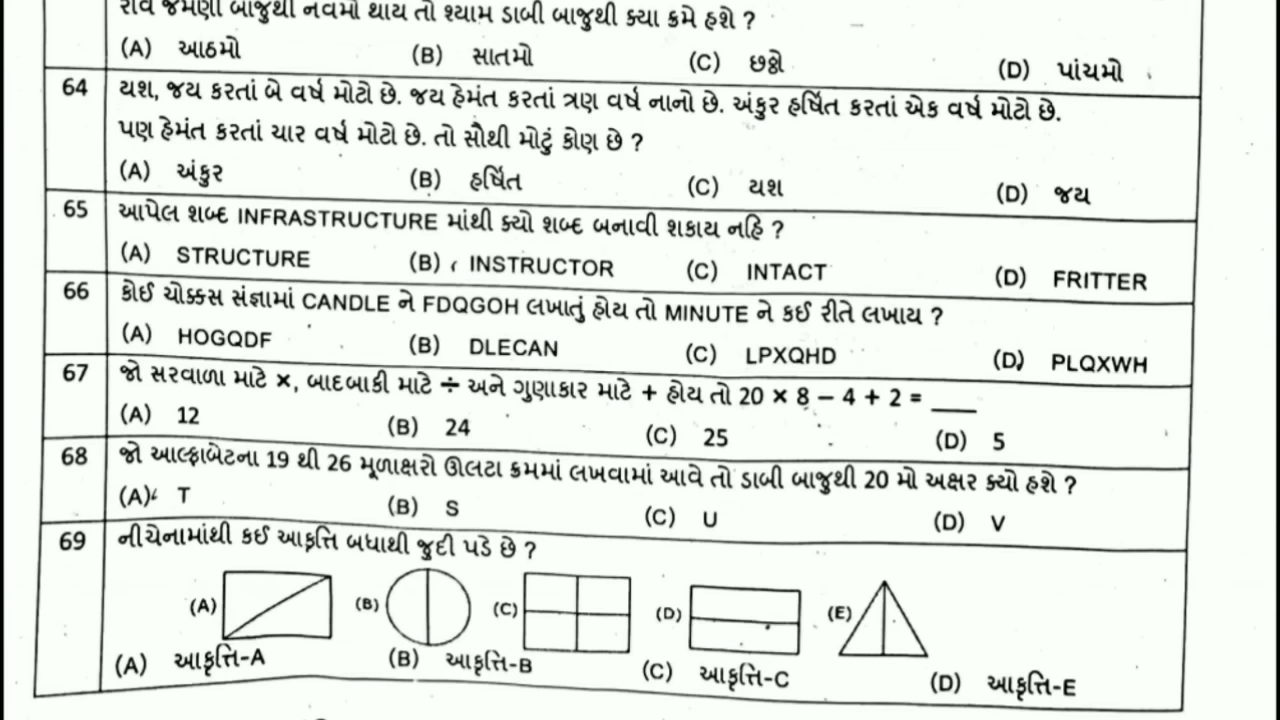 રવિ જમણી બાજુથી નવમો થાય તો શ્યામ ડાબી બાજુથી ક્યા ક્રમે હશે ?
(A) આઠમો (B) સાતમો (C) છઠ્ઠો (D) પાંચમો
64 યશ, જય કરતાં બે વર્ષ મોટો છે. જય હેમંત કરતાં ત્રણ વર્ષ નાનો છે. અંકુર હર્ષિત કરતાં એક વર્ષ મોટો છે.
પણ હેમંત કરતાં ચાર વર્ષ મોટો છે. તો સૌથી મોટું કોણ છે ?
(A) અંકુર (B) હર્ષિત (C) યશ (D) જય
65 આપેલ શબ્દ INFRASTRUCTURE માંથી ક્યો શબ્દ બનાવી શકાય નહિ ?
(A) STRUCTURE (B) INSTRUCTOR (C) INTACT (D) FRITTER
66 કોઈ ચોક્કસ સંજ્ઞામાં CANDLE ને FDQGOH લખાતું હોય તો MINUTE ને કઈ રીતે લખાય ?
(A) HOGQDF (B) DLECAN (C) LPXQHD (D) PLQXWH
67 જો સરવાળા માટે ×, બાદબાકી માટે ÷ અને ગુણાકાર માટે + હોય તો 20 × 8 – 4 + 2 = ___
(A) 12 (B) 24 (C) 25 (D) 5
68 જો આલ્ફાબેટના 19 થી 26 મૂળાક્ષરો ઊલટા ક્રમમાં લખવામાં આવે તો ડાબી બાજુથી 20 મો અક્ષર ક્યો હશે ?
(A) T (B) S (C) U (D) V
69 નીચેનામાંથી કઈ આકૃત્તિ બધાથી જુદી પડે છે ?
(A) (B) (C) (D) (E)
(A) આકૃત્તિ-A (B) આકૃત્તિ-B (C) આકૃત્તિ-C (D) આકૃત્તિ-E